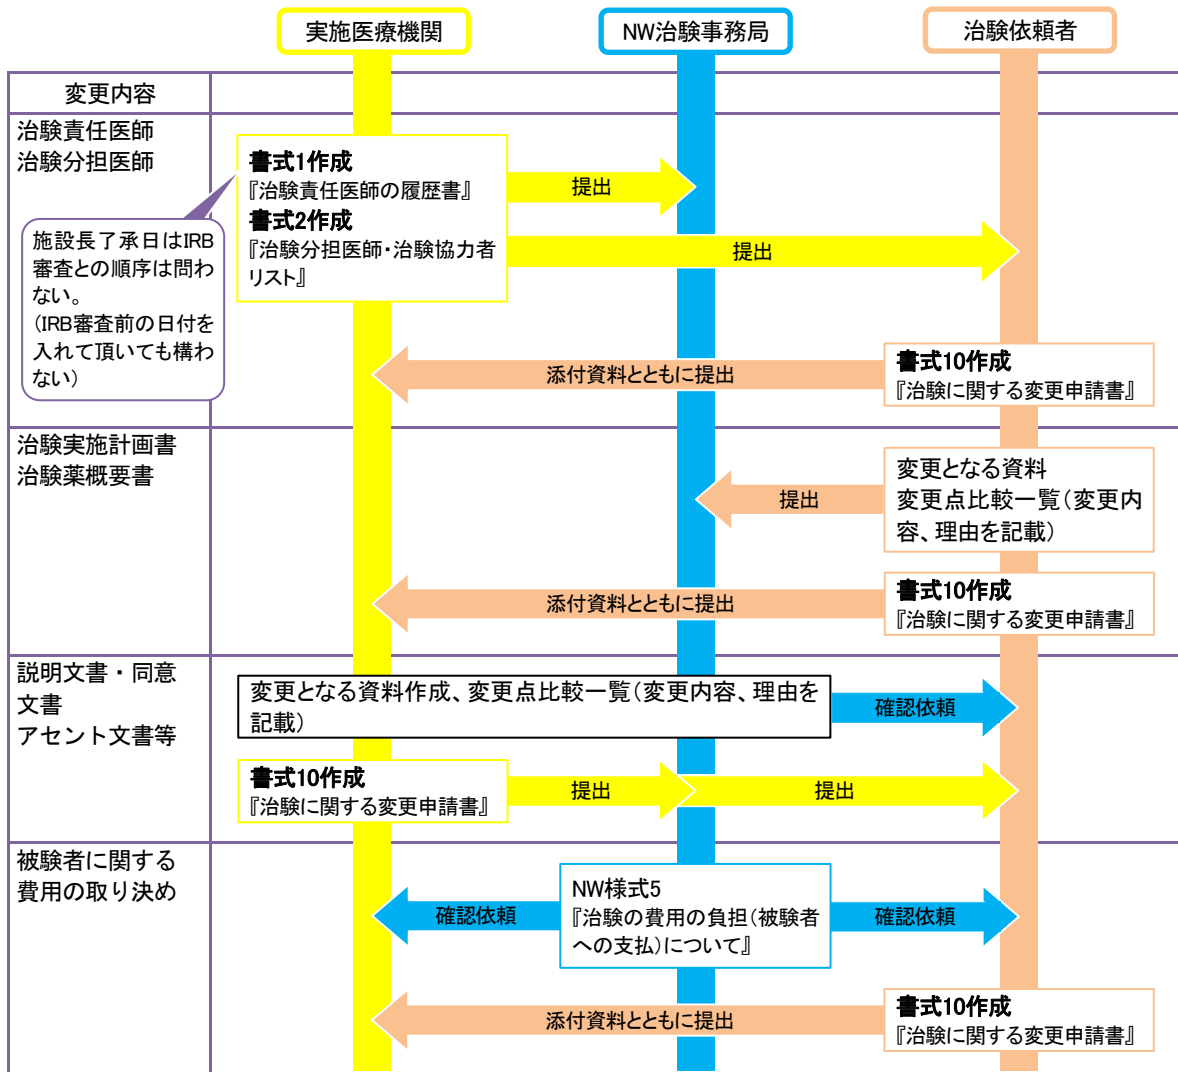 実施医療機関
NW治験事務局
治験依頼者
変更内容
治験責任医師
治験分担医師
書式1作成
『治験責任医師の履歴書』
書式2作成
『治験分担医師・治験協力者
リスト』
提出
提出
施設長了承日はIRB
審査との順序は問わ
ない。
(IRB審査前の日付を
入れて頂いても構わ
ない)
添付資料とともに提出
書式10作成
『治験に関する変更申請書』
治験実施計画書
治験薬概要書
提出
変更となる資料
変更点比較一覧(変更内
容、理由を記載)
添付資料とともに提出
書式10作成
『治験に関する変更申請書』
説明文書・同意
文書
アセント文書等
変更となる資料作成、変更点比較一覧(変更内容、理由を
記載)
確認依頼
書式10作成
『治験に関する変更申請書』
提出
提出
被験者に関する
費用の取り決め
確認依頼
NW様式5
『治験の費用の負担(被験者
への支払)について』
確認依頼
添付資料とともに提出
書式10作成
『治験に関する変更申請書』